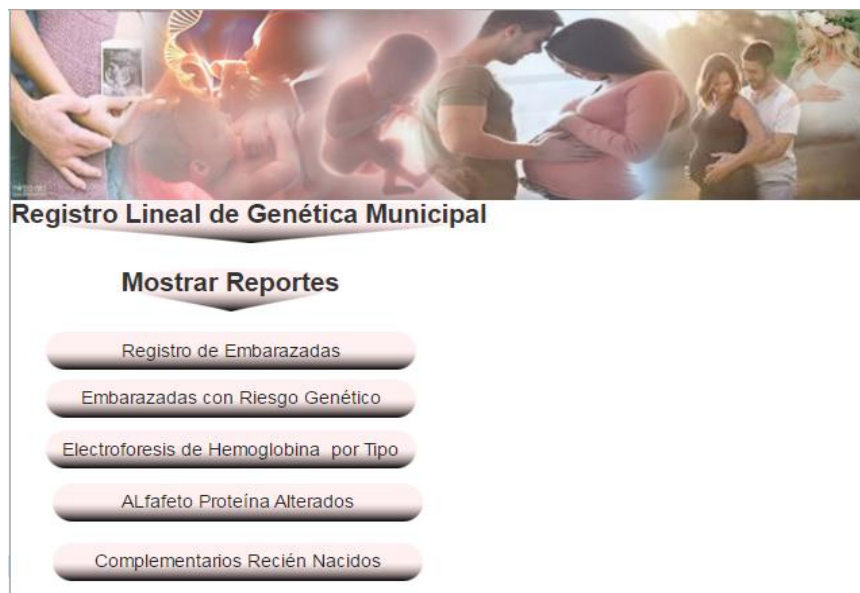 Registro Lineal de Genética Municipal
Mostrar Reportes
Registro de Embarazadas
Embarazadas con Riesgo Genético
Electroforesis de Hemoglobina por Tipo
ALfafeto Proteína Alterados
Complementarios Recién Nacidos